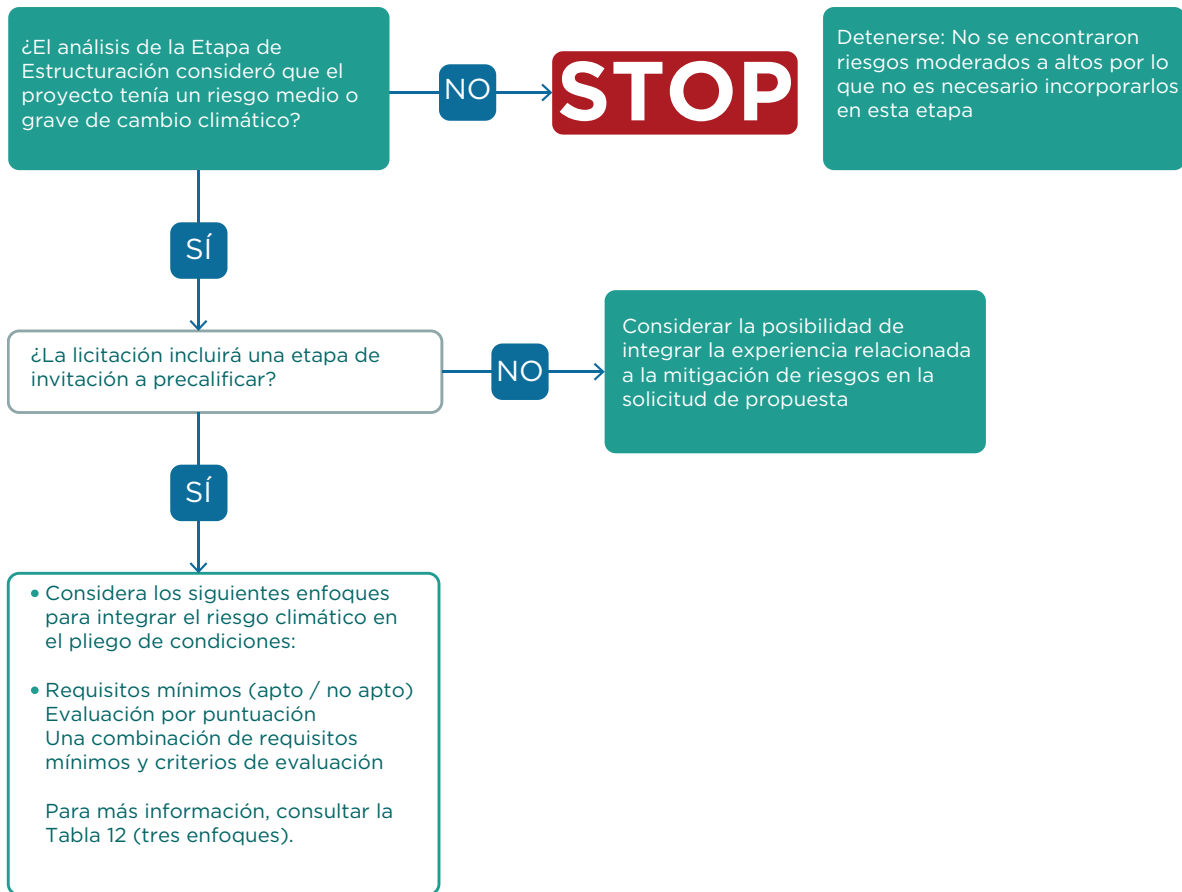 ¿El análisis de la Etapa de
Estructuración consideró que el
proyecto tenía un riesgo medio o
grave de cambio climático?
NO
STOP
Detenerse: No se encontraron
riesgos moderados a altos por lo
que no es necesario incorporarlos
en esta etapa
SÍ
¿La licitación incluirá una etapa de
invitación a precalificar?
NO
Considerar la posibilidad de
integrar la experiencia relacionada
a la mitigación de riesgos en la
solicitud de propuesta
SÍ
• Considera los siguientes enfoques
para integrar el riesgo climático en
el pliego de condiciones:
• Requisitos mínimos (apto / no apto)
Evaluación por puntuación
Una combinación de requisitos
mínimos y criterios de evaluación
Para más información, consultar la
Tabla 12 (tres enfoques).